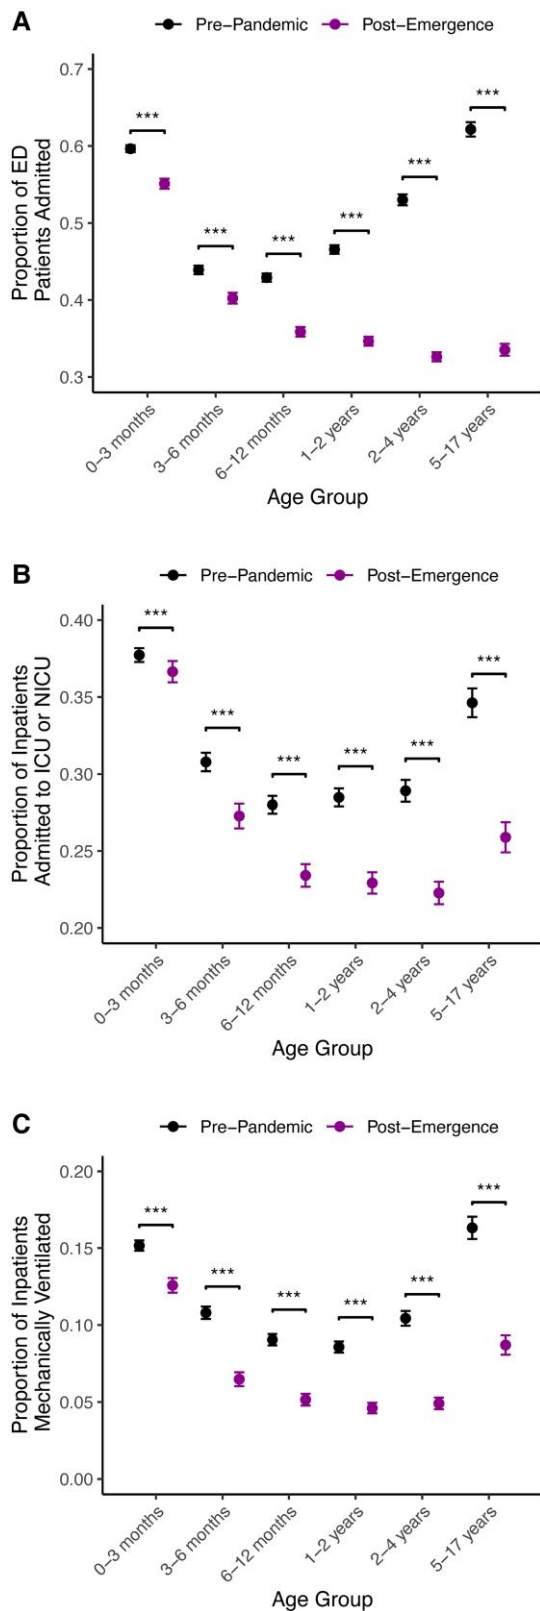 A
Pre−Pandemic Post−Emergence
Proportion of ED
Patients Admitted
0.7
0.6
0.5
0.4
0.3
***
***
***
***
***
***
0−3 months
3−6 months
6−12 months
1−2 years
2−4 years
5−17 years
Age Group
B
Pre−Pandemic Post−Emergence
Proportion of Inpatients
Admitted to ICU or NICU
0.40
0.35
0.30
0.25
0.20
***
***
***
***
***
***
0−3 months
3−6 months
6−12 months
1−2 years
2−4 years
5−17 years
Age Group
C
Pre−Pandemic Post−Emergence
Proportion of Inpatients
Mechanically Ventilated
0.20
0.15
0.10
0.05
0.00
***
***
***
***
***
***
0−3 months
3−6 months
6−12 months
1−2 years
2−4 years
5−17 years
Age Group